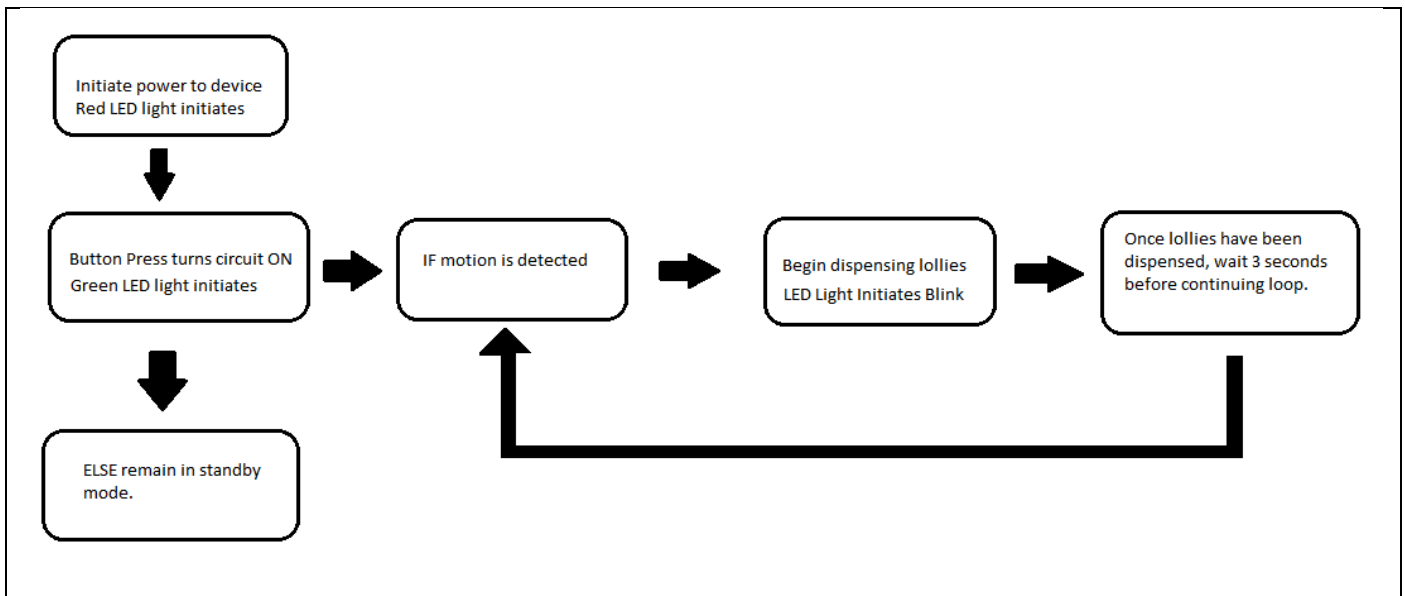 Initiate power to device
Red LED light initiates
Button Press turns circuit ON
Green LED light initiates
IF motion is detected
Begin dispensing lollies
LED Light Initiates Blink
Once lollies have been
dispensed, wait 3 seconds
before continuing loop.
ELSE remain in standby
mode.